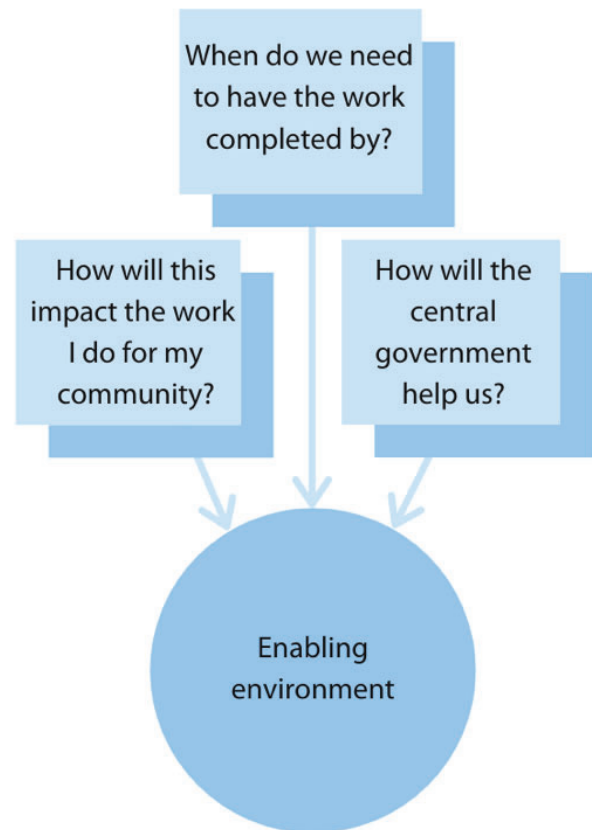 When do we need
to have the work
completed by?
How will this
impact the work
I do for my
community?
How will the
central
government
help us?
Enabling
environment